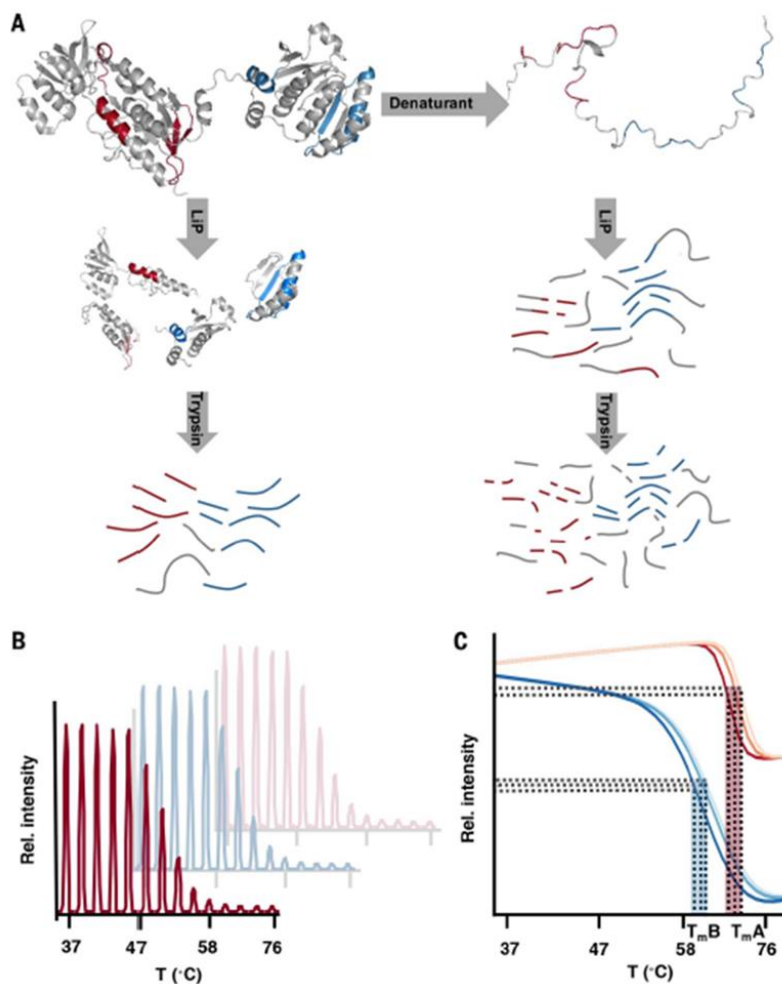 A
Denaturant
LiP
LiP
Trypsin
Trypsin
B
Rel. intensity
37 47 58 76
T (°C)
C
Rel. intensity
37 47 58 TmB TmA 76
T (°C)